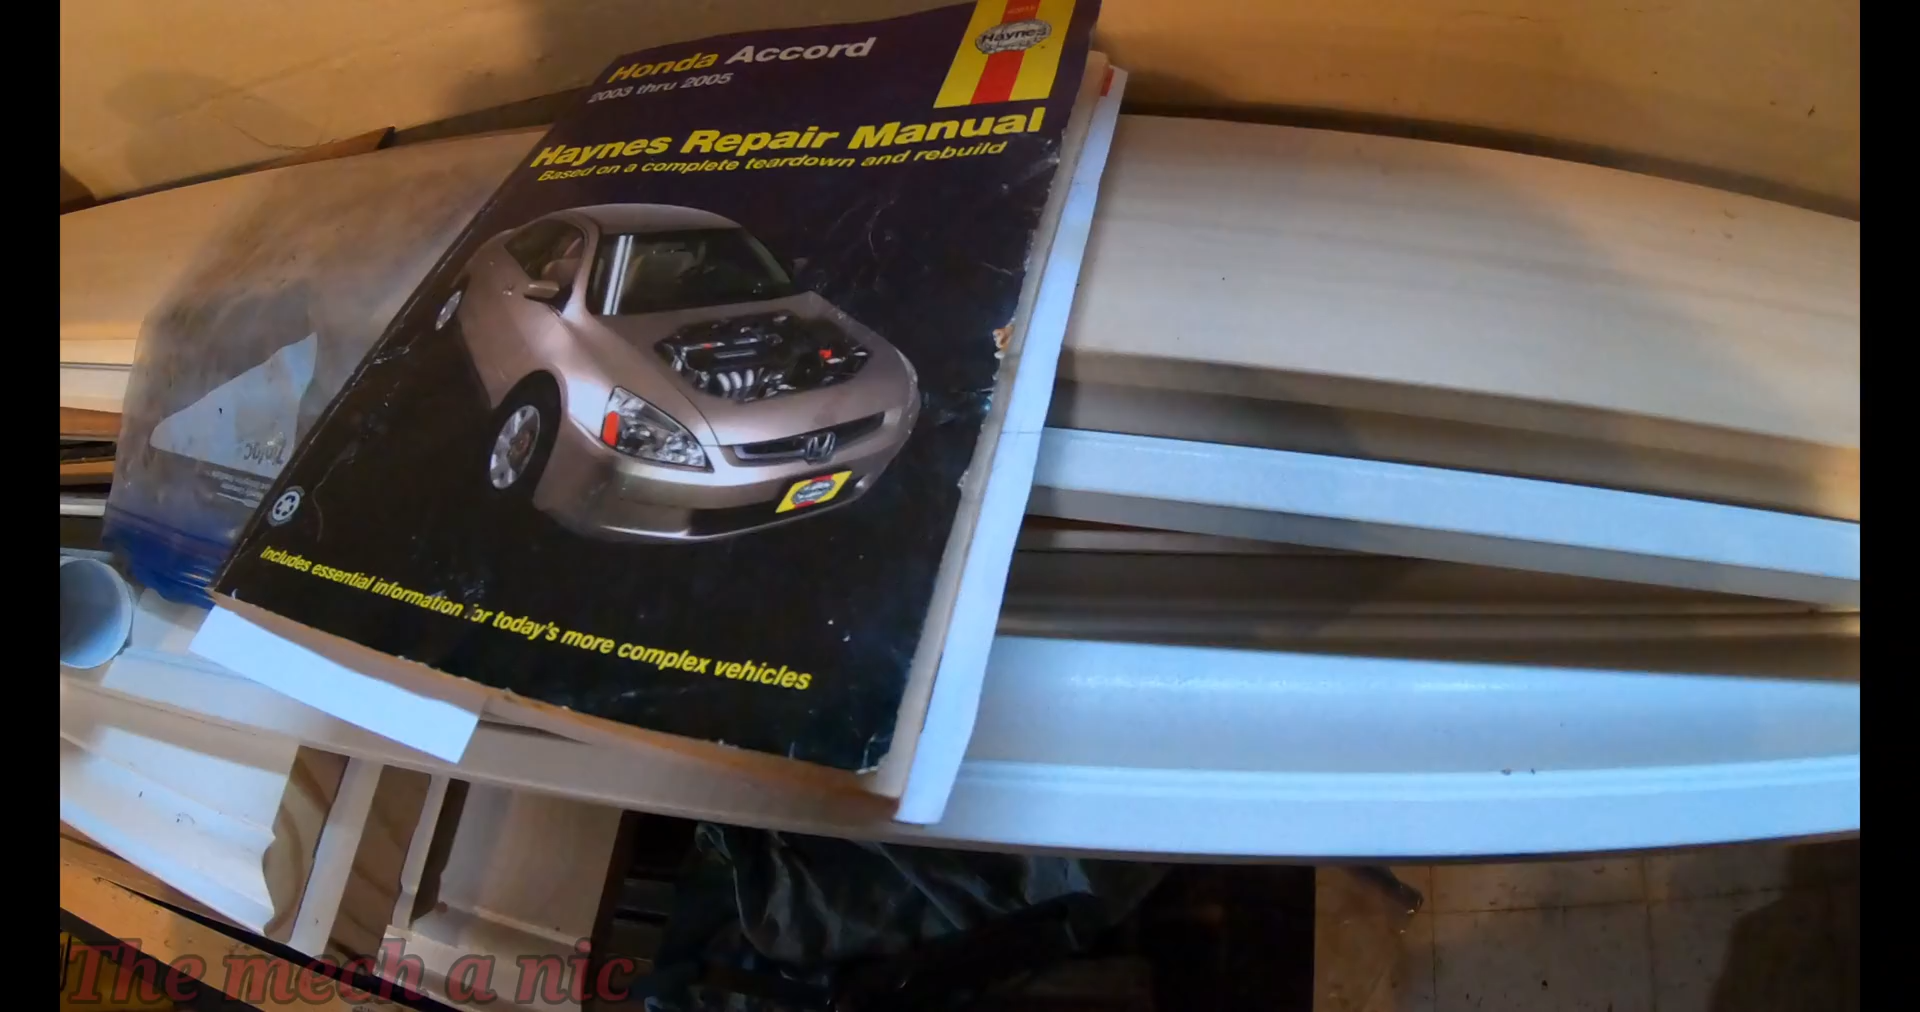 Honda Accord
2003 thru 2005
Haynes
Haynes Repair Manual
Based on a complete teardown and rebuild
Includes essential information for today's more complex vehicles
Ziploc
The mech a nic